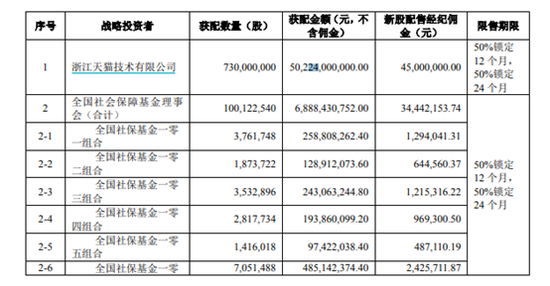 序号 战略投资者 获配数量（股） 获配金额（元，不含佣金） 新股配售经纪佣金（元） 限售期限
1 浙江天猫技术有限公司 730,000,000 50,224,000,000.00 45,000,000.00 50%锁定12个月，50%锁定24个月
2 全国社会保障基金理事会（合计） 100,122,540 6,888,430,752.00 34,442,153.74 50%锁定12个月，50%锁定24个月
2-1 全国社保基金一零一组合 3,761,748 258,808,262.40 1,294,041.31
2-2 全国社保基金一零二组合 1,873,722 128,912,073.60 644,560.37
2-3 全国社保基金一零三组合 3,532,896 243,063,244.80 1,215,316.22
2-4 全国社保基金一零四组合 2,817,734 193,860,099.20 969,300.50
2-5 全国社保基金一零五组合 1,416,018 97,422,038.40 487,110.19
2-6 全国社保基金一零 7,051,488 485,142,374.40 2,425,711.87